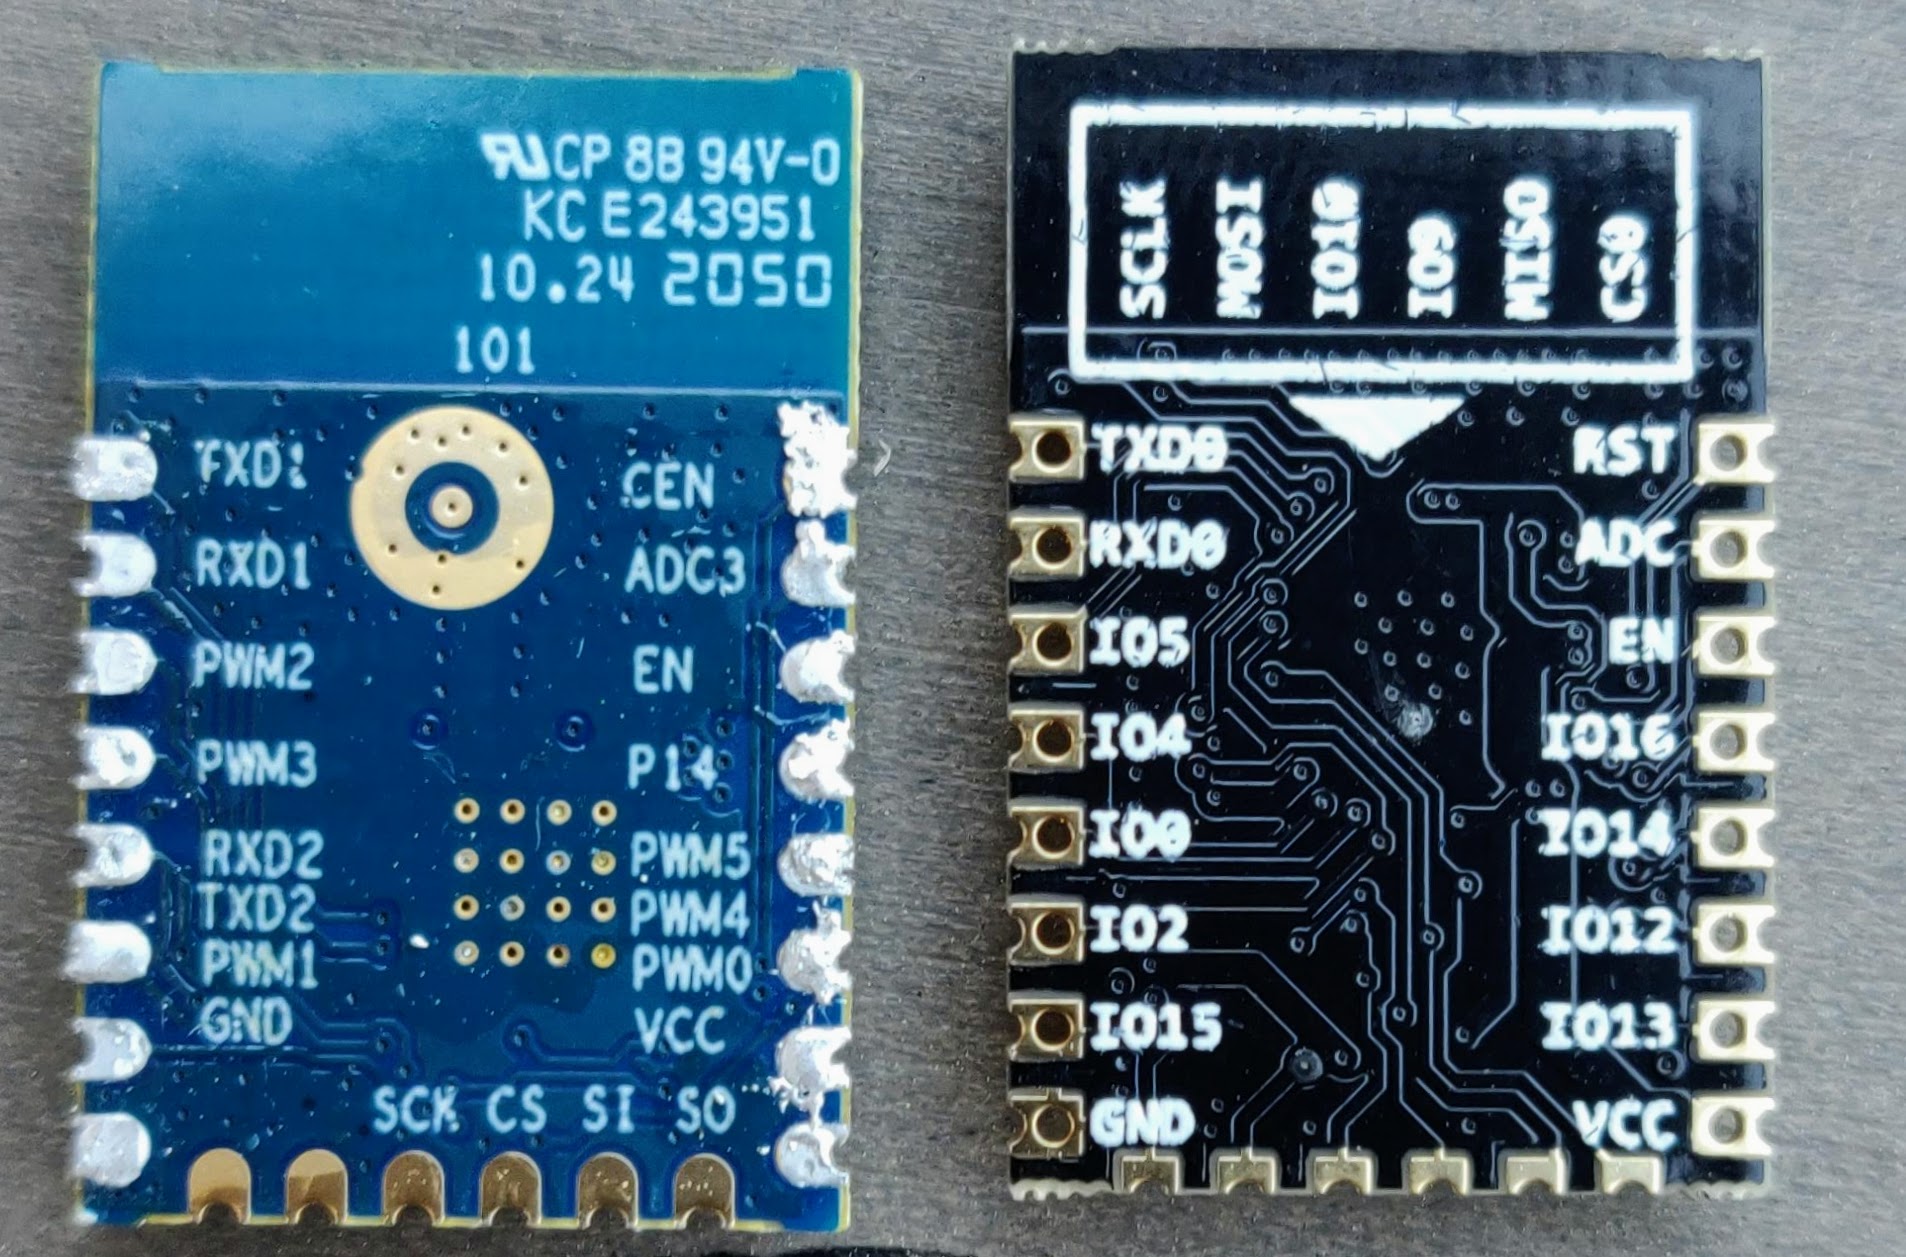 CP 8B 94V-0
KC E243951
10.24 2050
101
TXD1
CEN
RXD1
ADC3
PWM2
EN
PWM3
P14
RXD2
PWM5
TXD2
PWM4
PWM1
PWM0
GND
VCC
SCK CS SI SO
SCLK
MOSI
IO10
IO9
MISO
CS0
TXD0
RST
RXD0
ADC
IO5
EN
IO4
IO16
IO0
IO14
IO2
IO12
IO15
IO13
GND
VCC